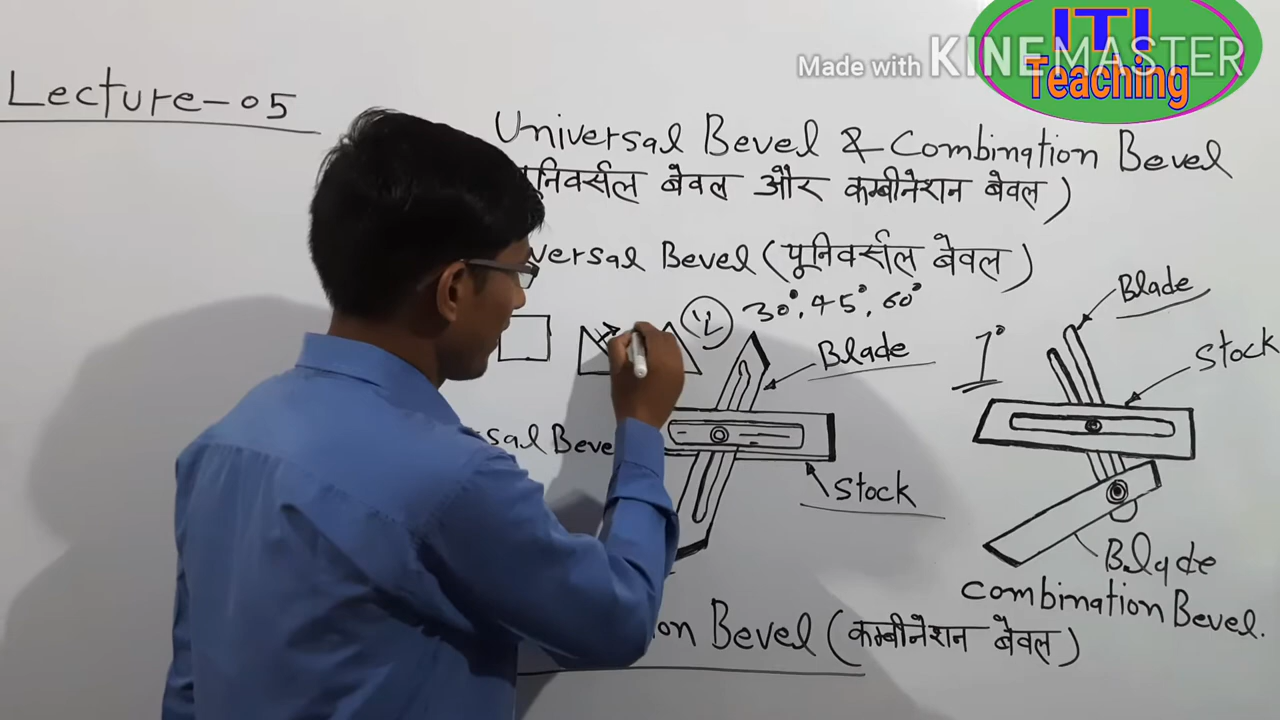 Made with KINEMASTER
ITI
Teaching
Lecture-05
Universal Bevel & Combination Bevel
यूनिवर्सल बेवल और कम्बीनेशन बेवल)
versal Bevel (यूनिवर्सल बेवल)
30°, 45°, 60°
Blade
Blade
1°
Stock
sal Beve
Stock
Blade
Combination Bevel.
on Bevel (कम्बीनेशन बेवल)